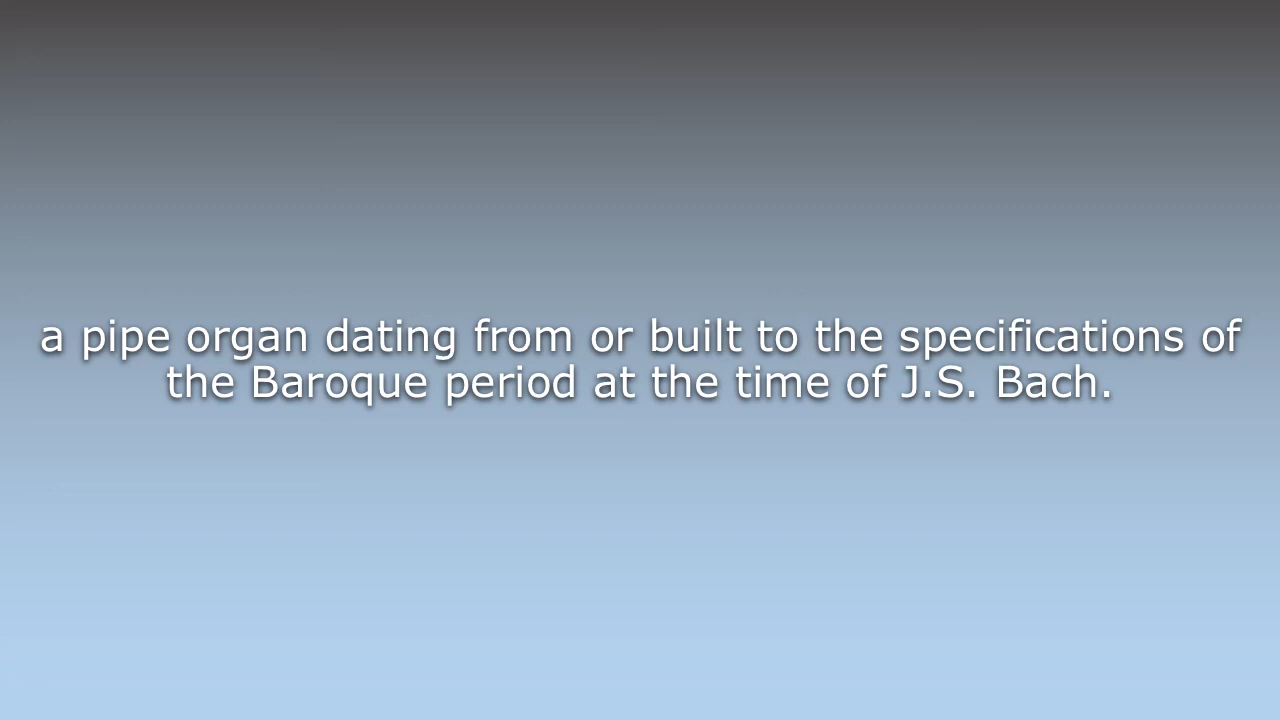 a pipe organ dating from or built to the specifications of
the Baroque period at the time of J.S. Bach.